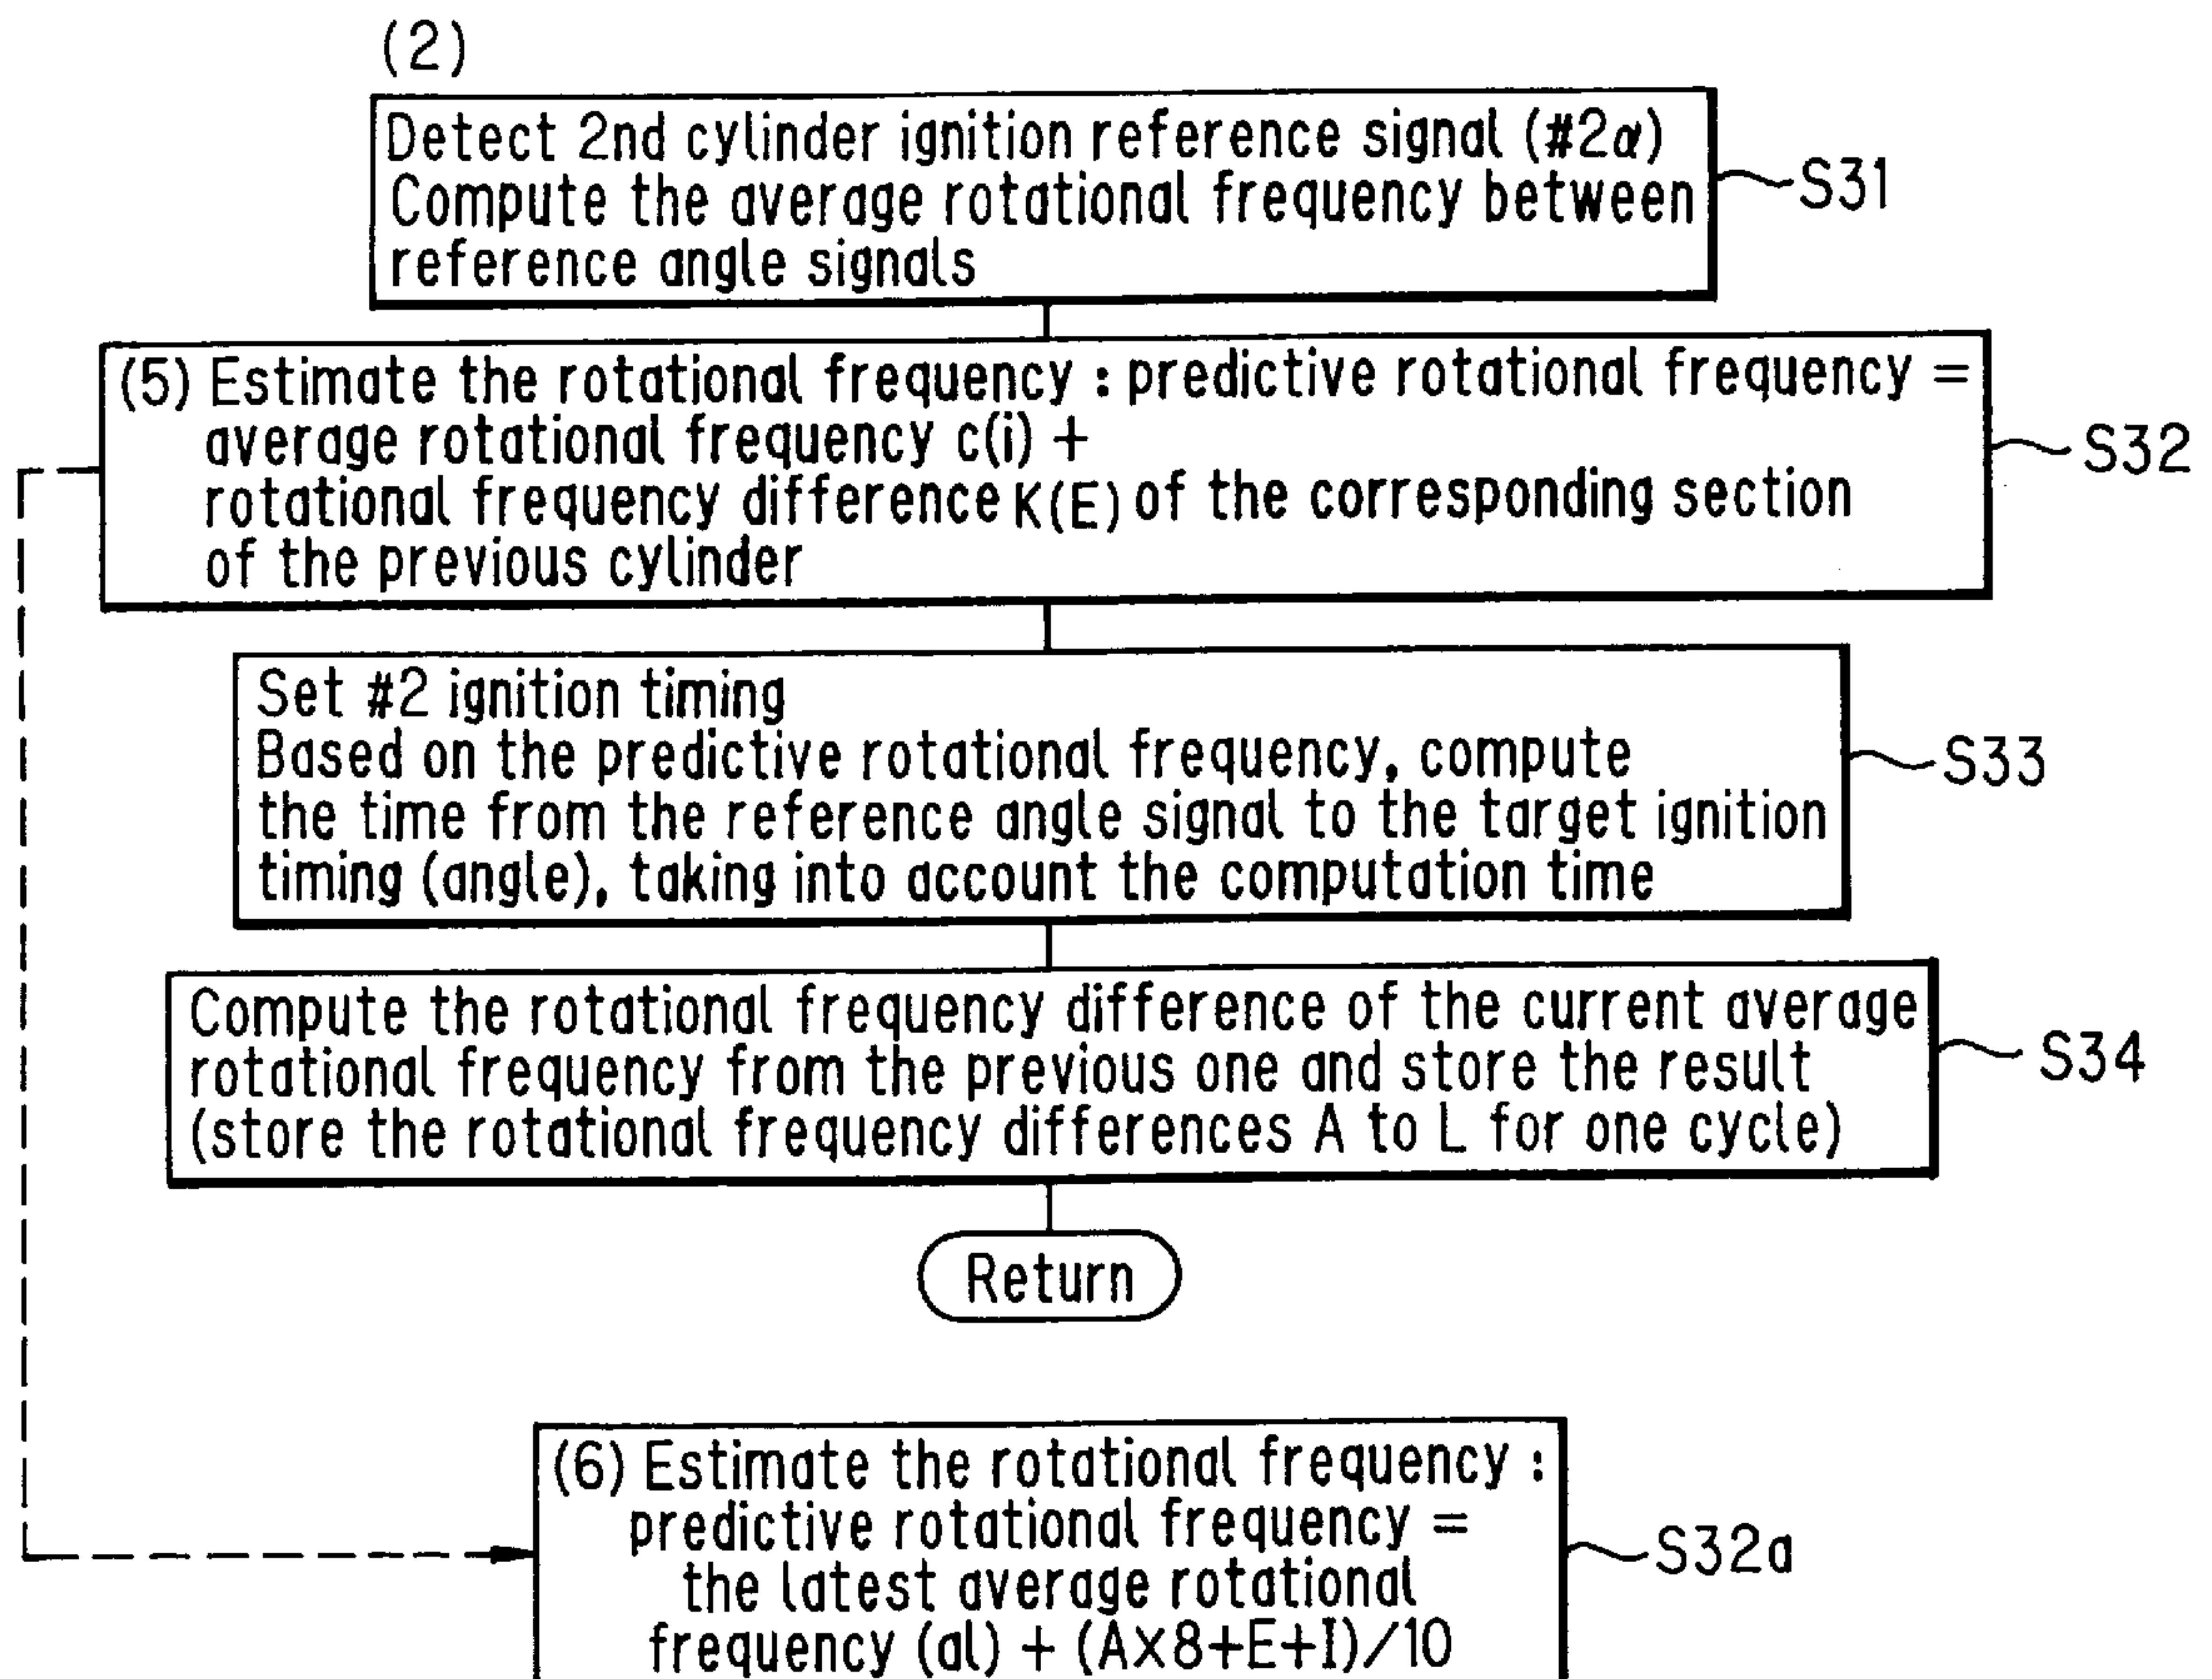 (2)
Detect 2nd cylinder ignition reference signal (#2α)
Compute the average rotational frequency between
reference angle signals
S31
(5) Estimate the rotational frequency : predictive rotational frequency =
average rotational frequency c(i) +
rotational frequency difference K(E) of the corresponding section
of the previous cylinder
S32
Set #2 ignition timing
Based on the predictive rotational frequency, compute
the time from the reference angle signal to the target ignition
timing (angle), taking into account the computation time
S33
Compute the rotational frequency difference of the current average
rotational frequency from the previous one and store the result
(store the rotational frequency differences A to L for one cycle)
S34
Return
(6) Estimate the rotational frequency :
predictive rotational frequency =
the latest average rotational
frequency (al) + (A×8+E+I)/10
S32a